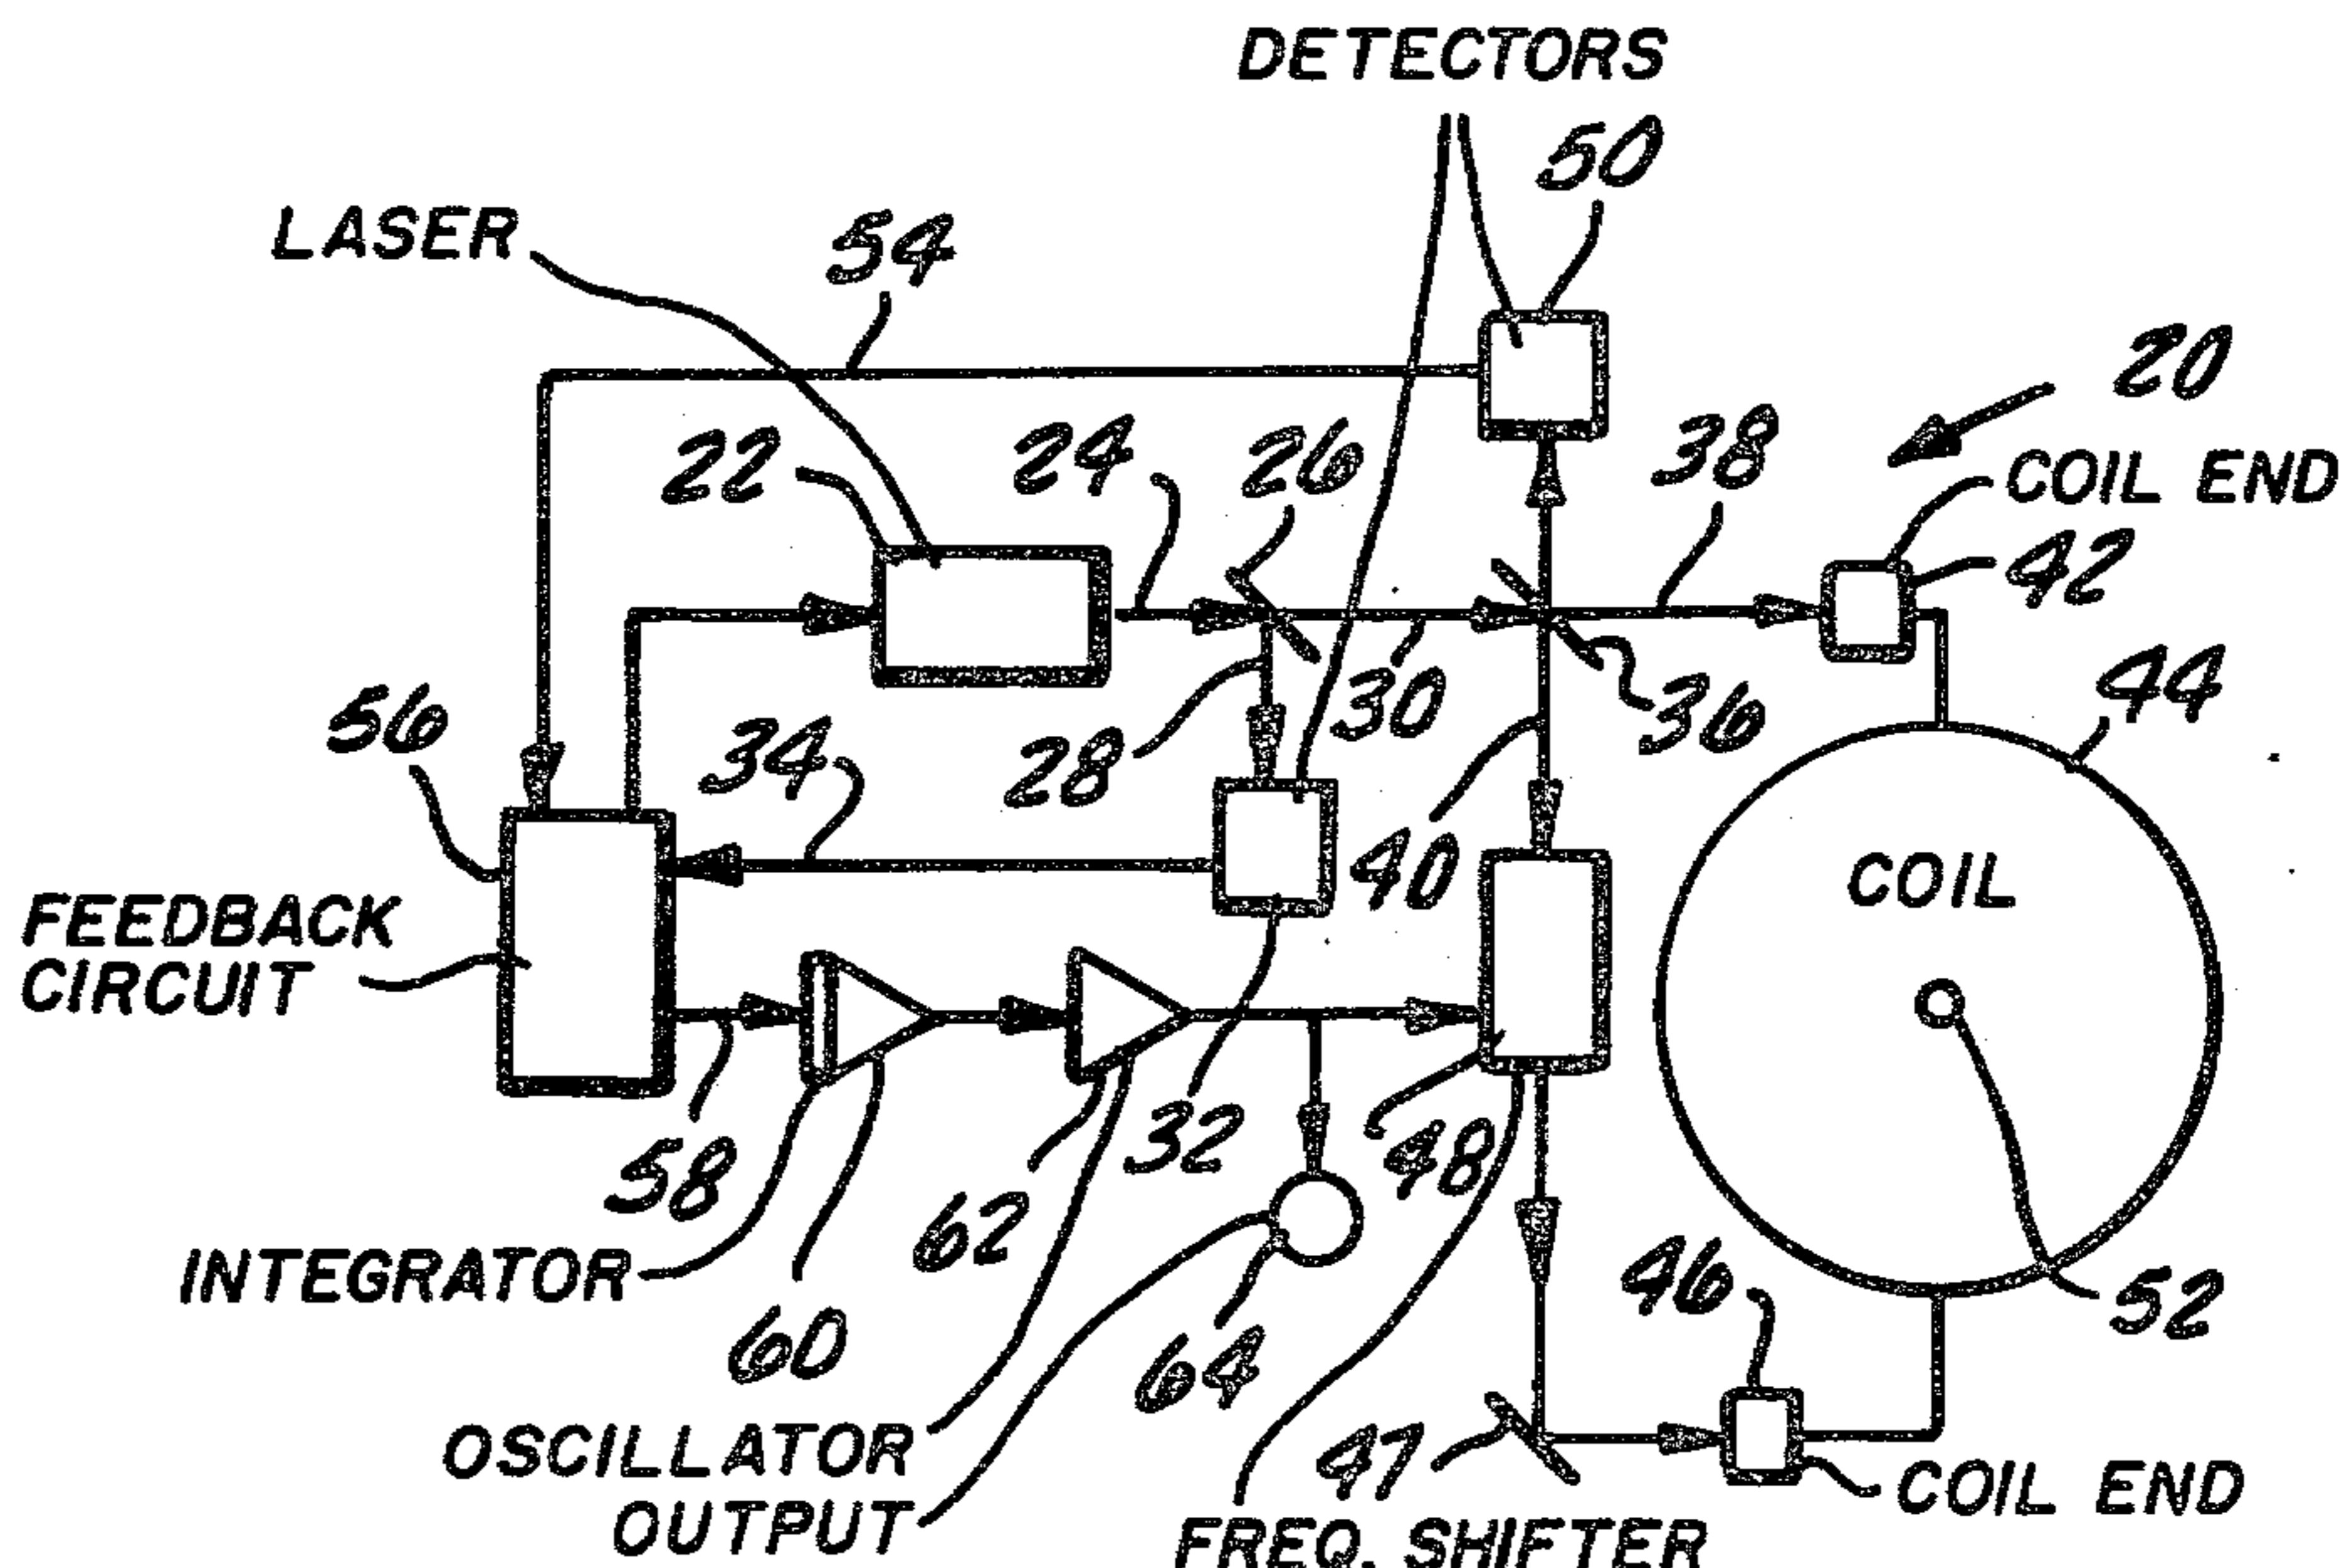 DETECTORS
50
LASER
54
20
22
24
26
38
COIL END
42
44
56
34
28
30
36
40
COIL
FEEDBACK
CIRCUIT
58
32
48
62
INTEGRATOR
60
64
46
52
OSCILLATOR
OUTPUT
47
COIL END
FREQ. SHIFTER